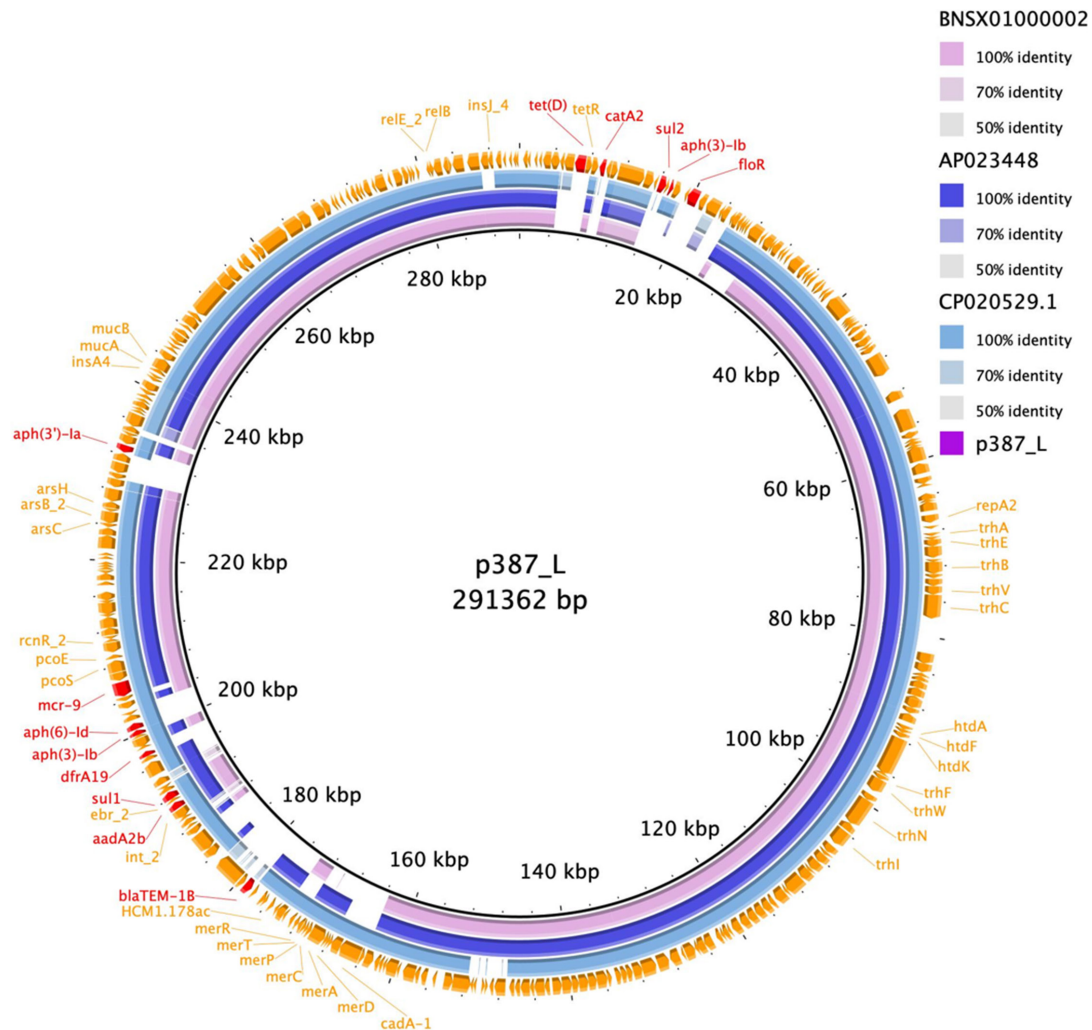 BNSX01000002
100% identity
70% identity
50% identity
AP023448
100% identity
70% identity
50% identity
CP020529.1
100% identity
70% identity
50% identity
p387_L
relE_2
relB
insJ_4
tet(D)
tetR
catA2
sul2
aph(3)-Ib
floR
repA2
trhA
trhE
trhB
trhV
trhC
htdA
htdF
htdK
trhF
trhW
trhN
trhI
cadA-1
merD
merA
merC
merP
merT
merR
HCM1.178ac
blaTEM-1B
int_2
aadA2b
ebr_2
sul1
dfrA19
aph(3)-Ib
aph(6)-Id
mcr-9
pcoS
pcoE
rcnR_2
arsC
arsB_2
arsH
aph(3')-Ia
insA4
mucA
mucB
20 kbp
40 kbp
60 kbp
80 kbp
100 kbp
120 kbp
140 kbp
160 kbp
180 kbp
200 kbp
220 kbp
240 kbp
260 kbp
280 kbp
p387_L
291362 bp